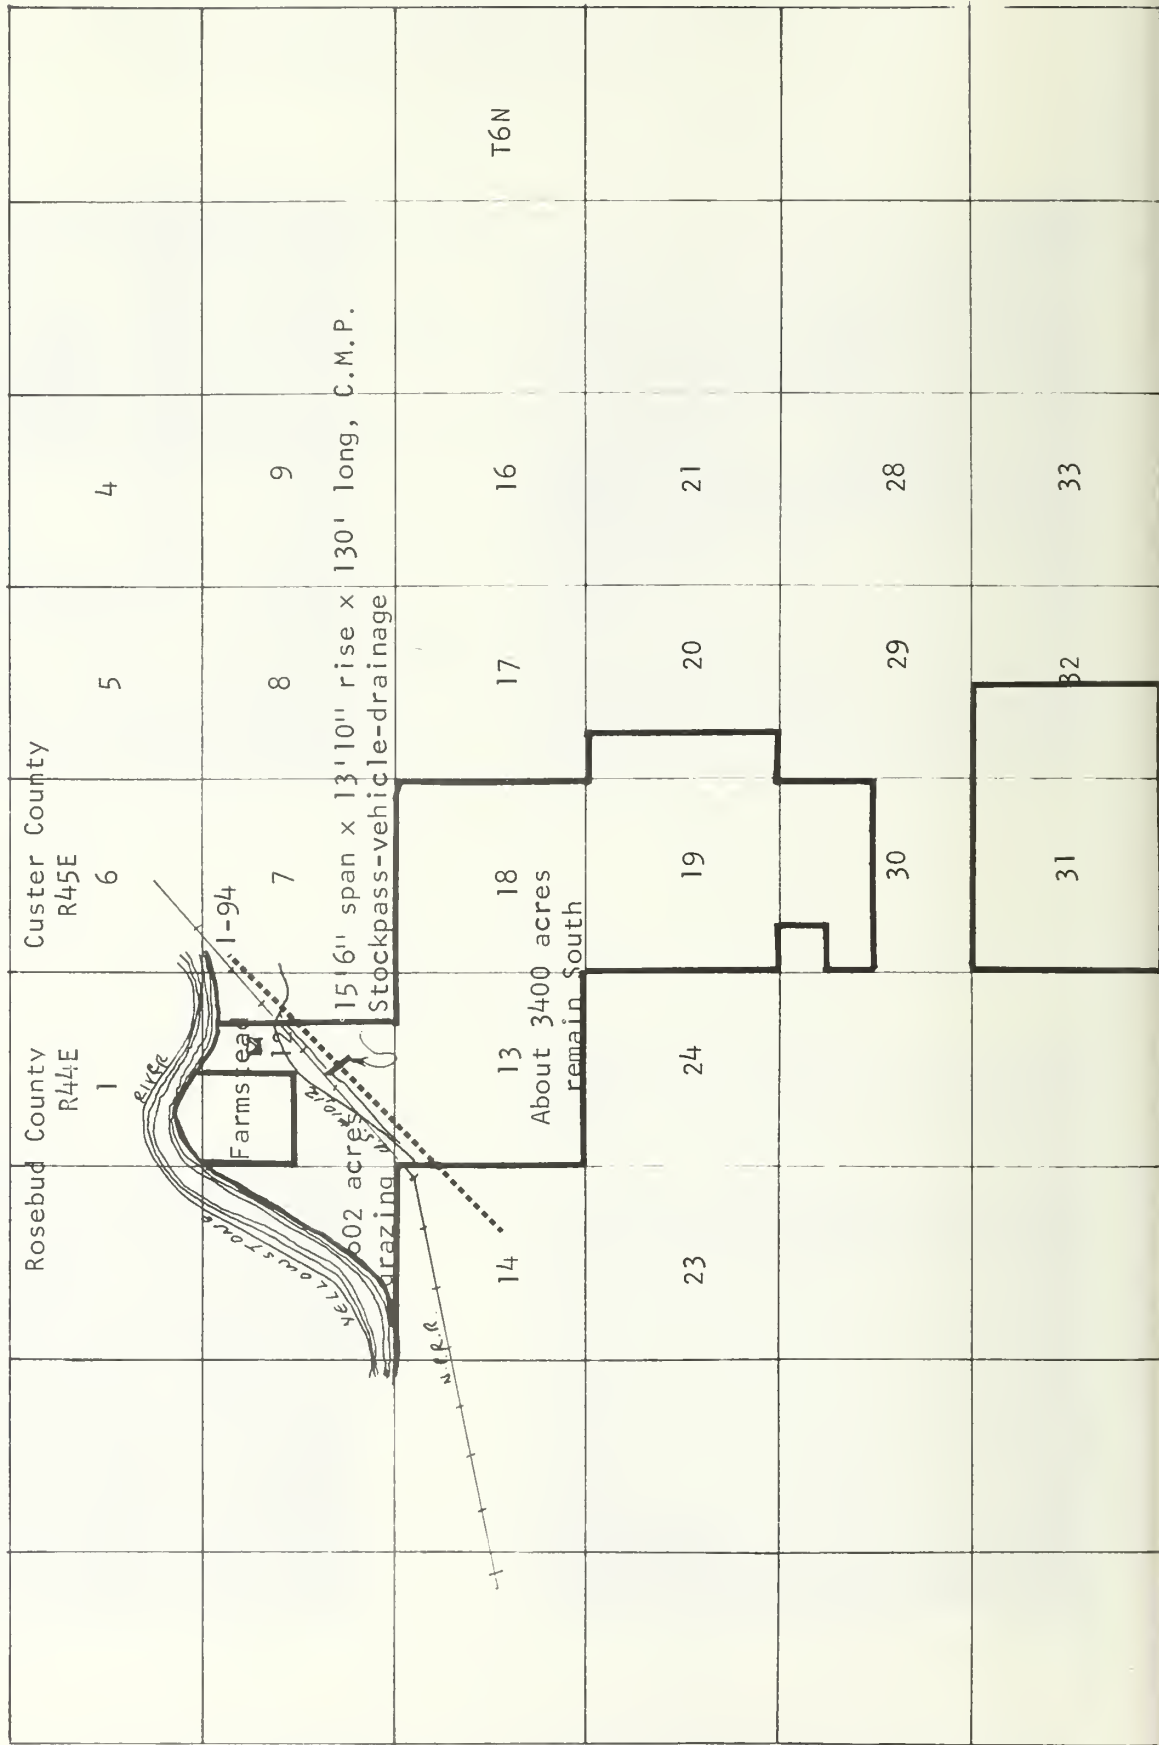 Rosebud County
R44E
Custer County
R45E
1
6
5
4
RIVER
YELLOWSTONE
Farmstead
12
I-94
7
8
9
15'6" span x 13'10" rise x 130' long, C.M.P.
Stockpass-vehicle-drainage
602 acres
grazing
U.S. #10,12
N.P.R.R.
14
13
18
17
16
T6N
About 3400 acres
remain South
23
24
19
20
21
30
29
28
31
32
33